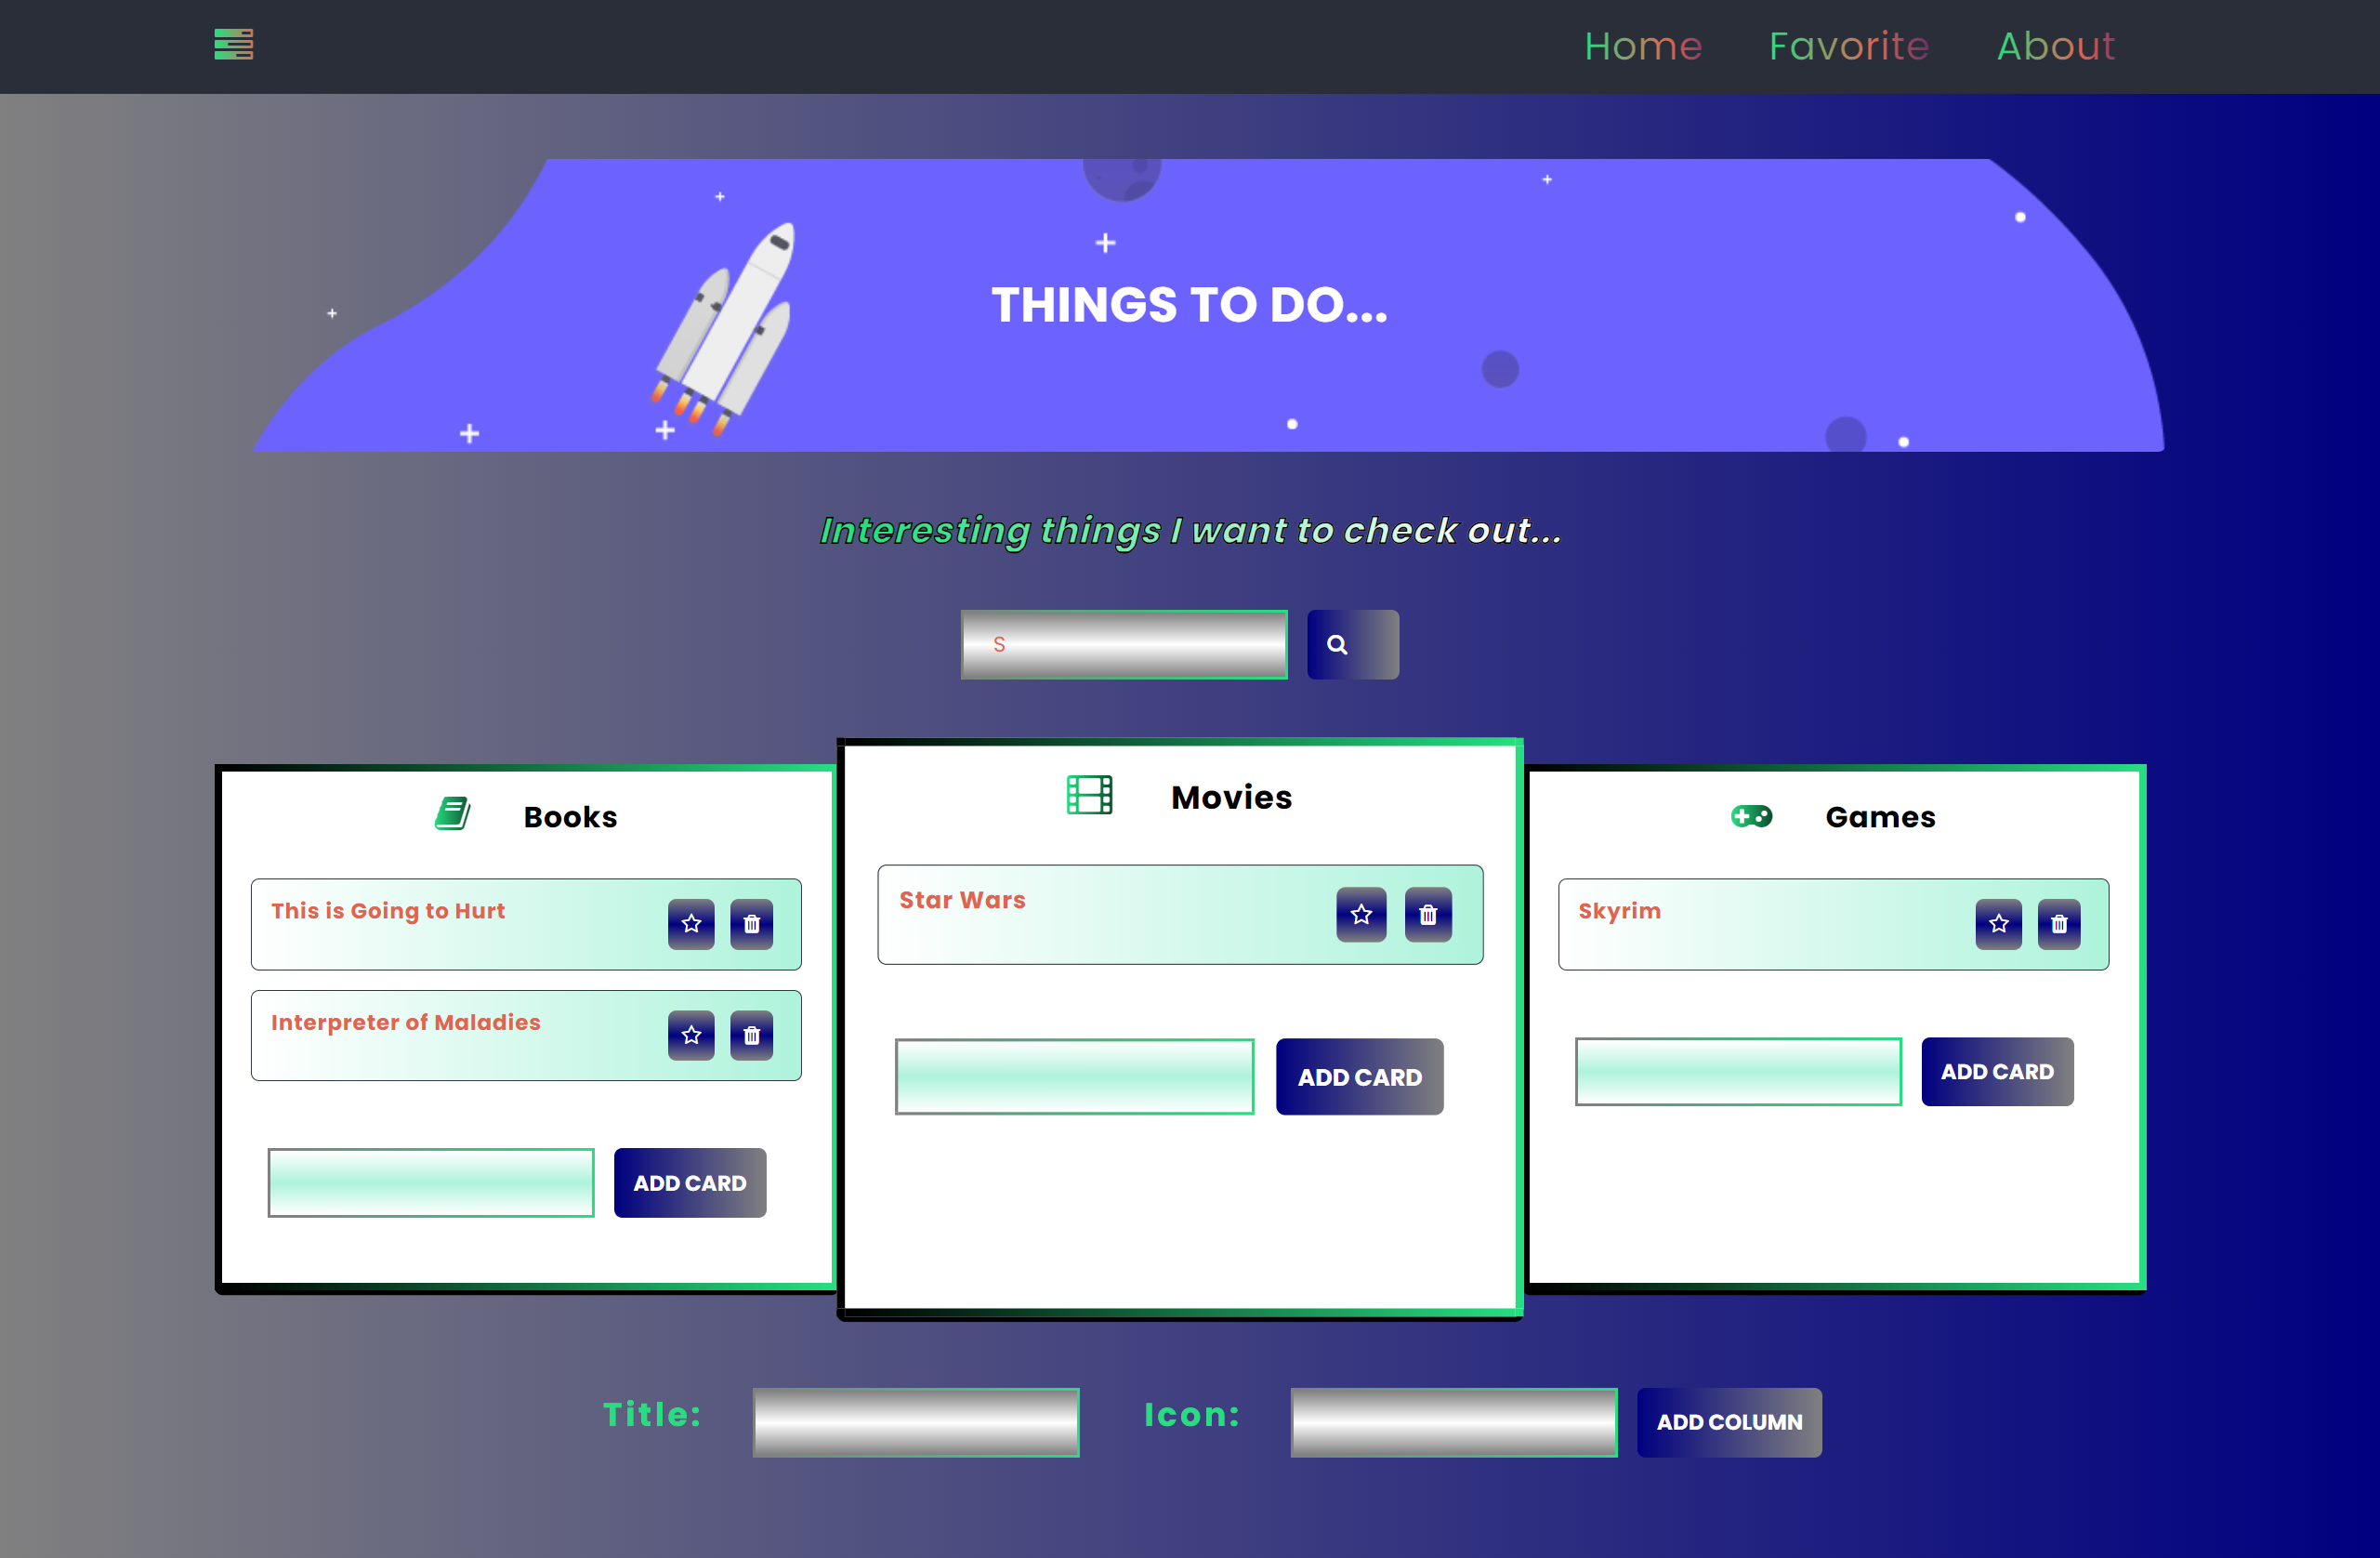 Home Favorite About
THINGS TO DO...
Interesting things I want to check out...
S
Books
This is Going to Hurt
Interpreter of Maladies
ADD CARD
Movies
Star Wars
ADD CARD
Games
Skyrim
ADD CARD
Title: Icon: ADD COLUMN